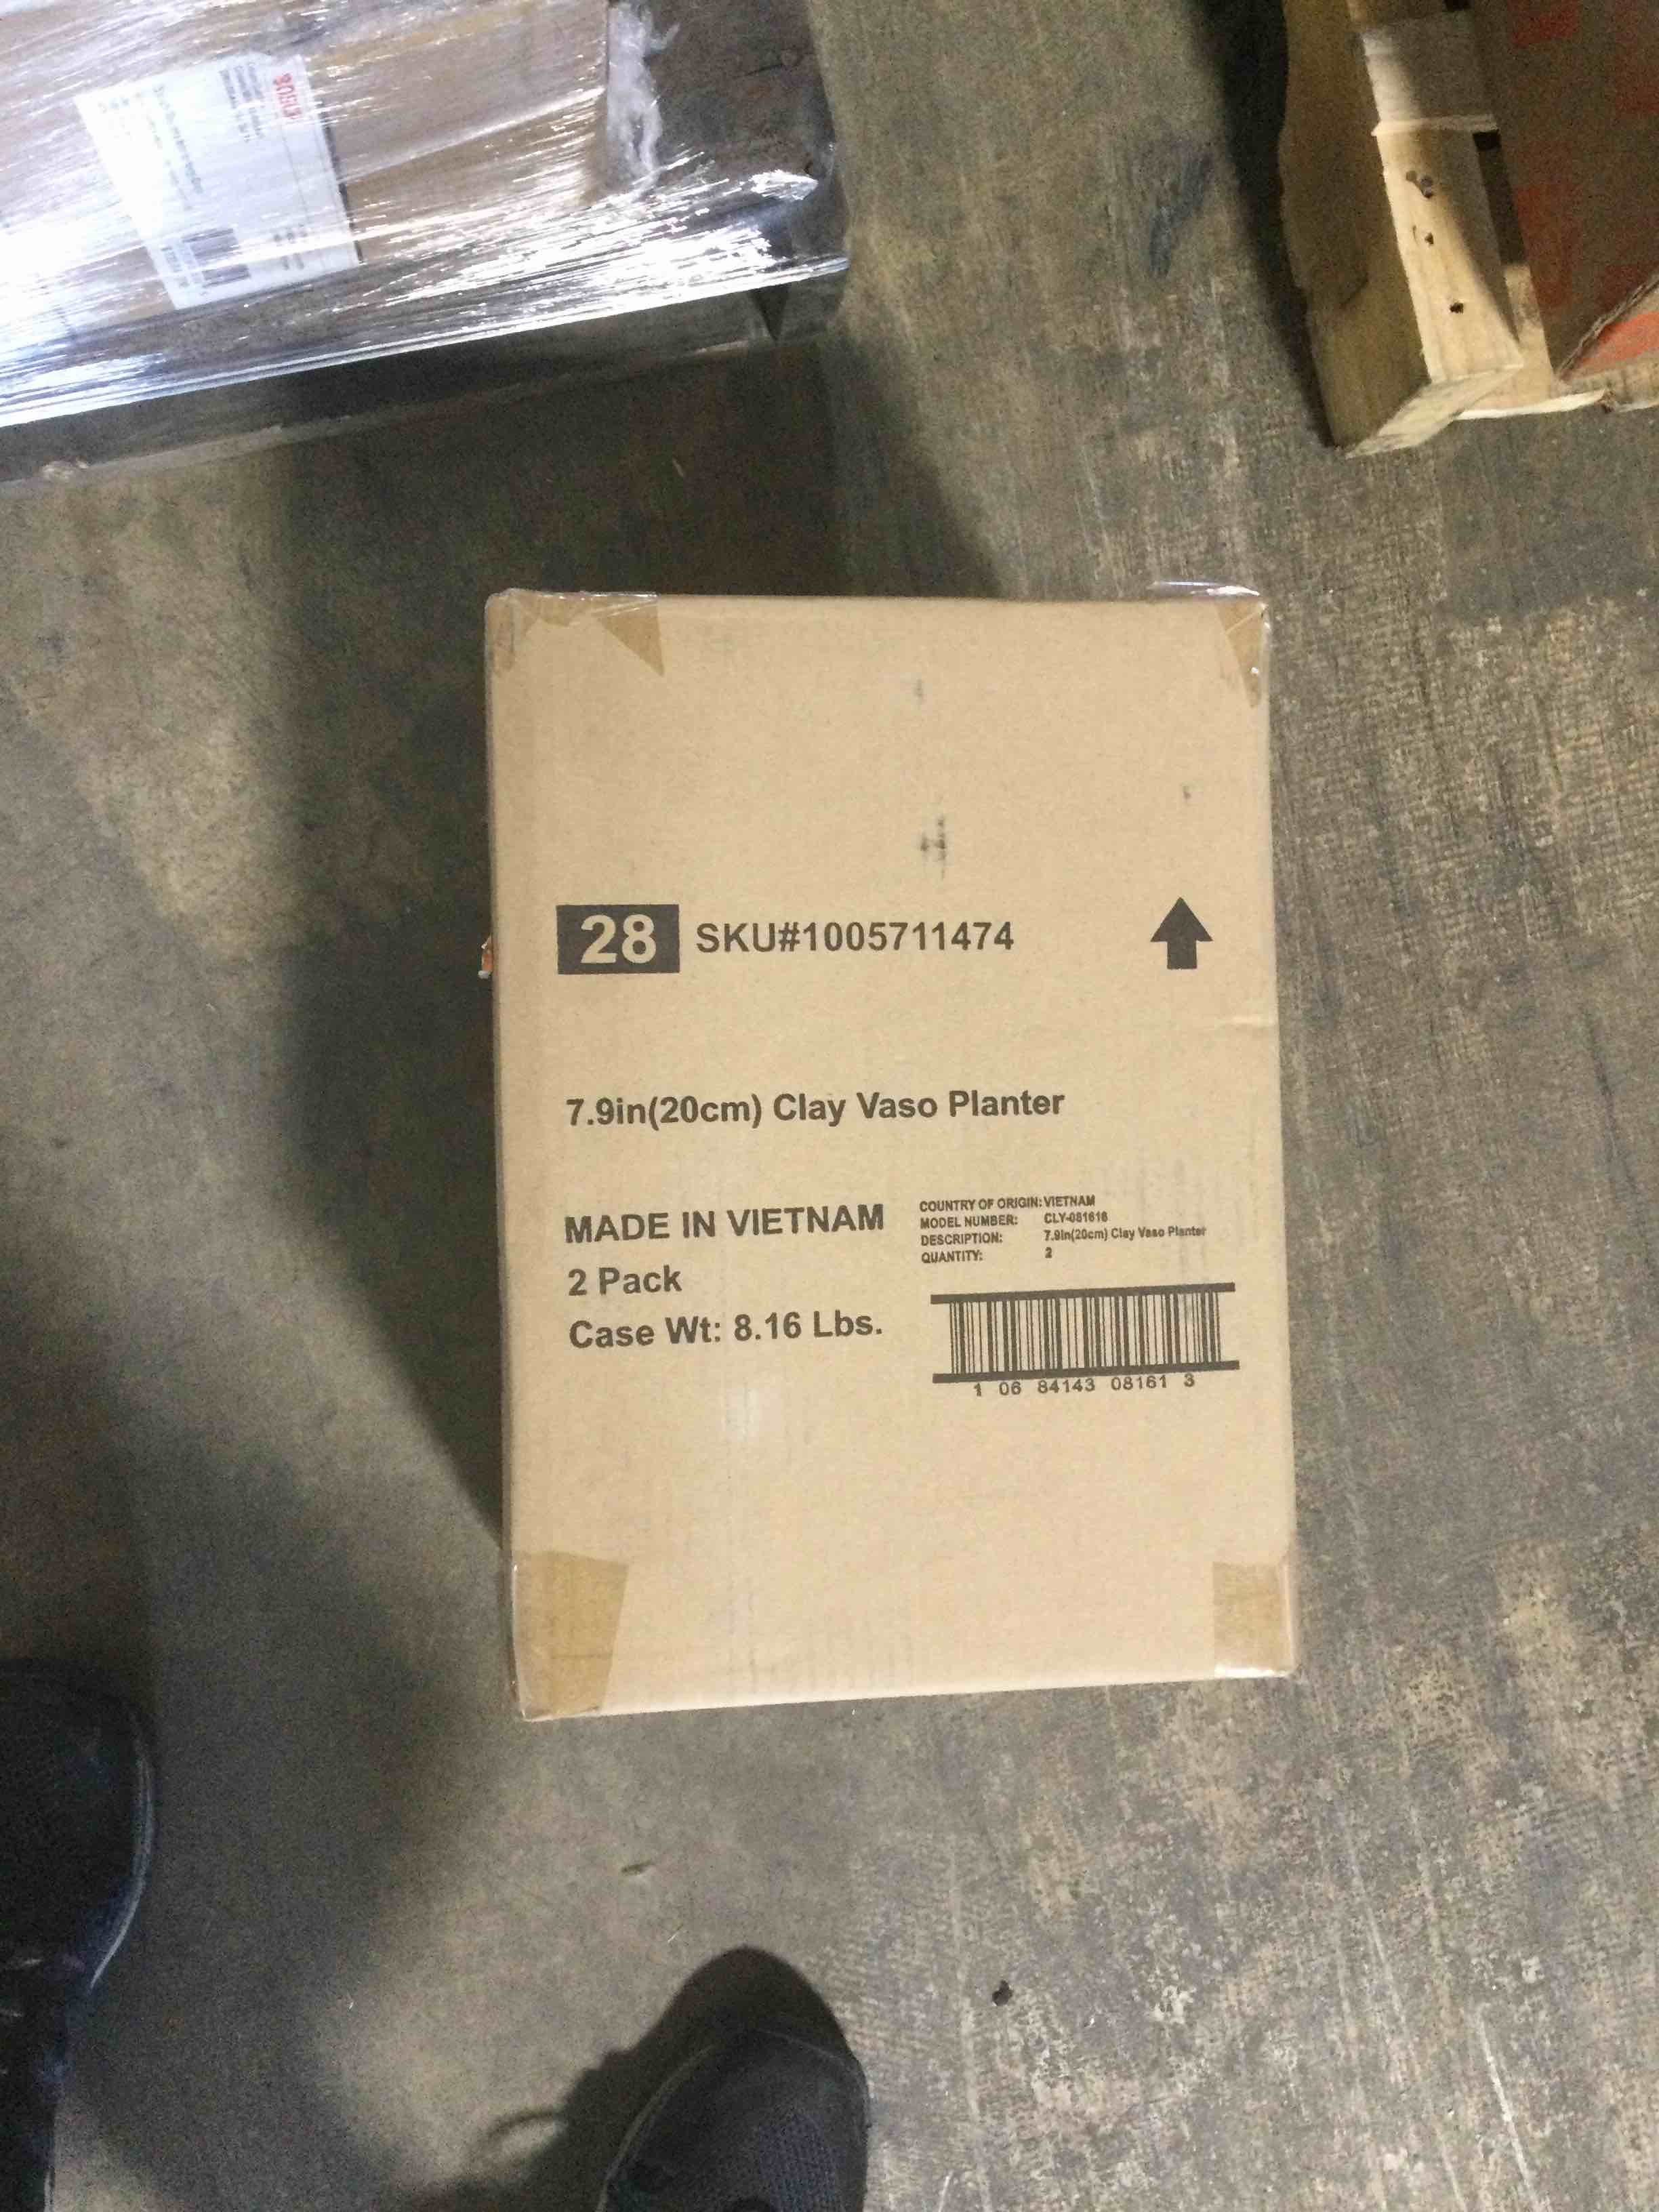 28 SKU#1005711474
7.9in(20cm) Clay Vaso Planter
MADE IN VIETNAM
2 Pack
Case Wt: 8.16 Lbs.
COUNTRY OF ORIGIN: VIETNAM
MODEL NUMBER: CLY-081616
DESCRIPTION: 7.9in(20cm) Clay Vaso Planter
QUANTITY: 2
1 06 84143 08161 3